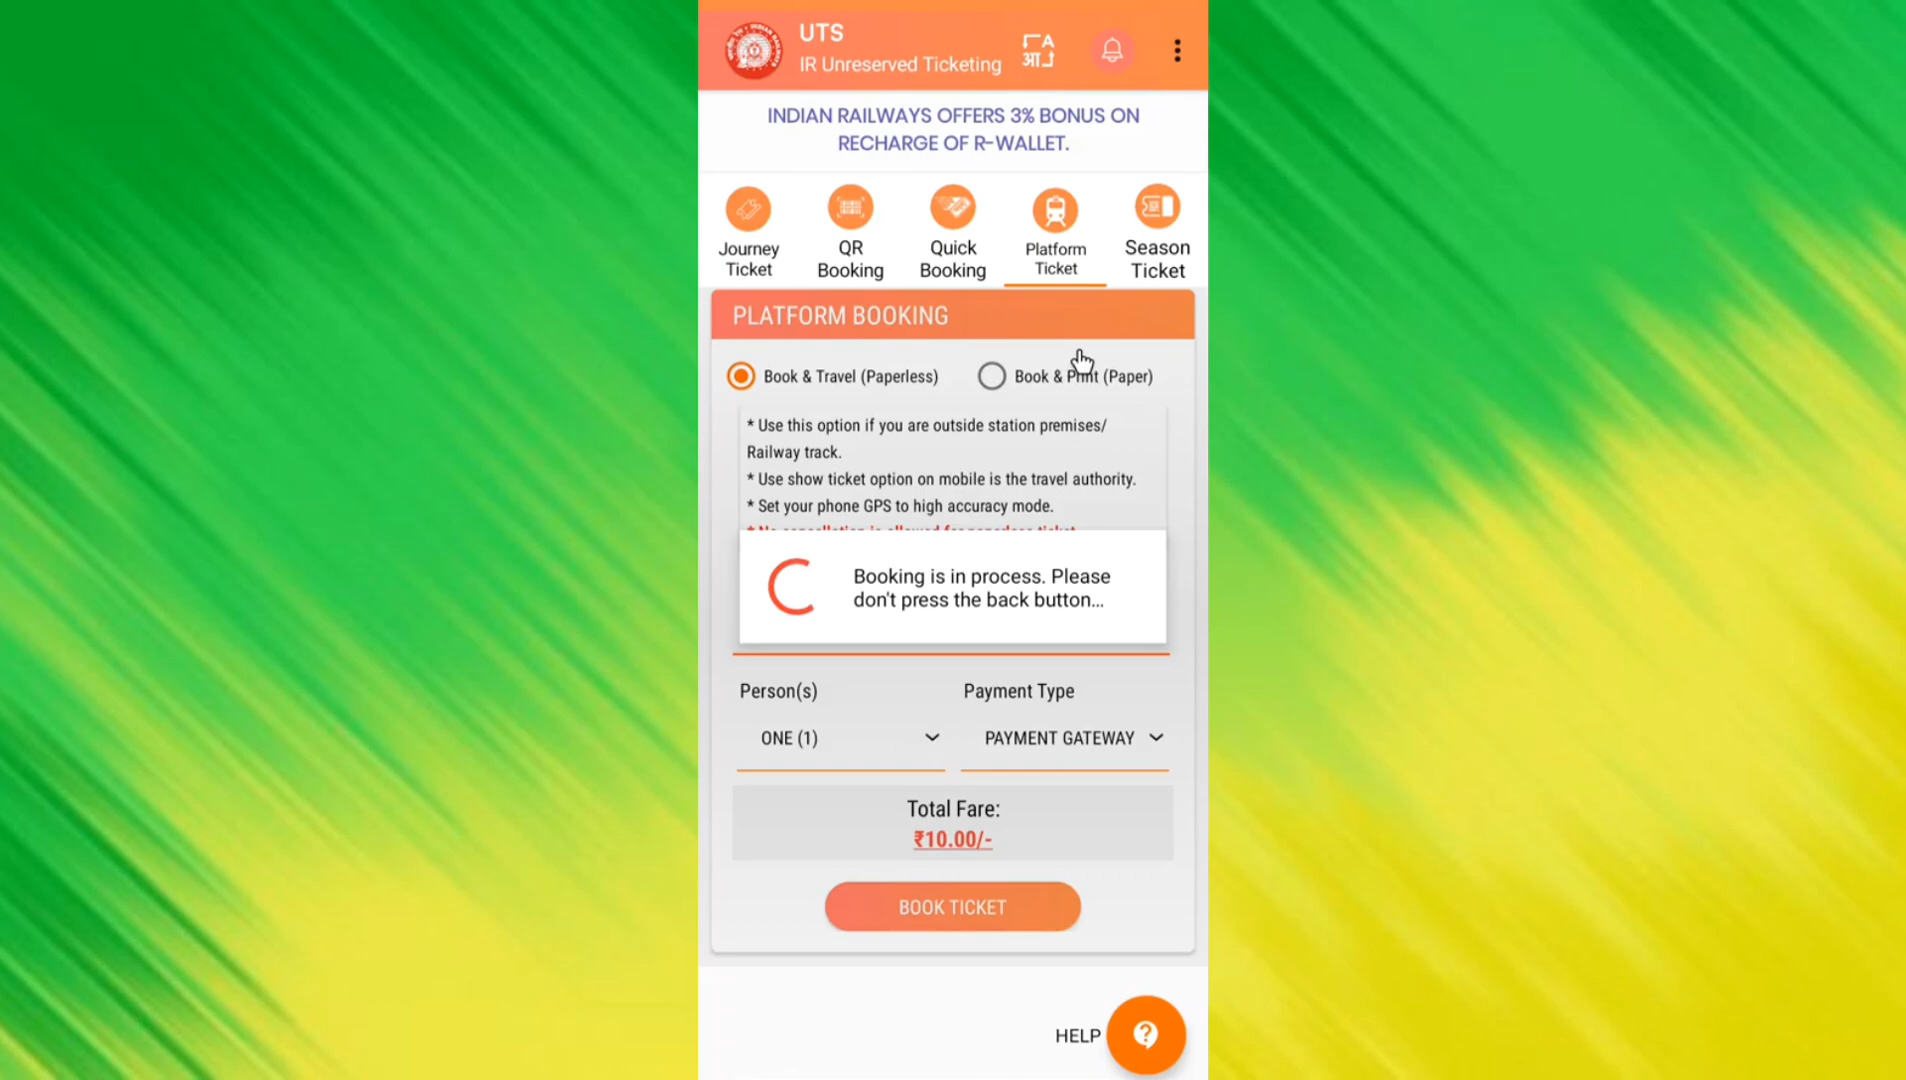 UTS
IR Unreserved Ticketing
A
आ
INDIAN RAILWAYS OFFERS 3% BONUS ON
RECHARGE OF R-WALLET.
Journey
Ticket
QR
Booking
Quick
Booking
Platform
Ticket
Season
Ticket
PLATFORM BOOKING
Book & Travel (Paperless)
Book & Print (Paper)
* Use this option if you are outside station premises/
Railway track.
* Use show ticket option on mobile is the travel authority.
* Set your phone GPS to high accuracy mode.
* No cancellation is allowed for paperless ticket
Booking is in process. Please
don't press the back button...
Person(s)
Payment Type
ONE (1)
PAYMENT GATEWAY
Total Fare:
₹10.00/-
BOOK TICKET
HELP